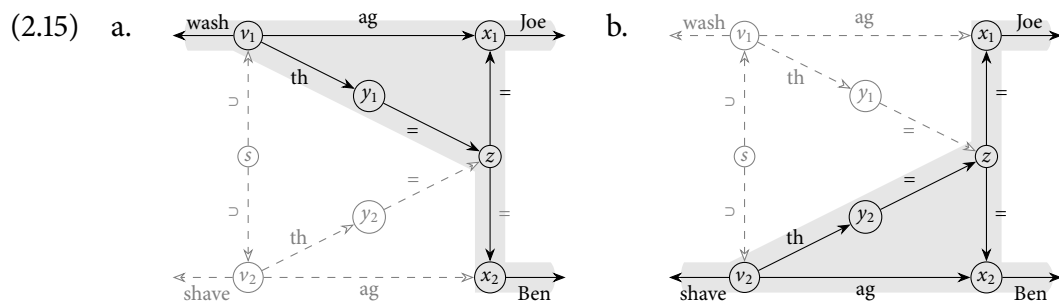 (2.15) a. b.
wash ag Joe wash ag Joe
v1 x1 v1 x1
th th
y1 = y1 =
⊃ = ⊃ =
s z s z
⊃ = = ⊃ = =
y2 y2
th th
v2 x2 v2 x2
shave ag Ben shave ag Ben